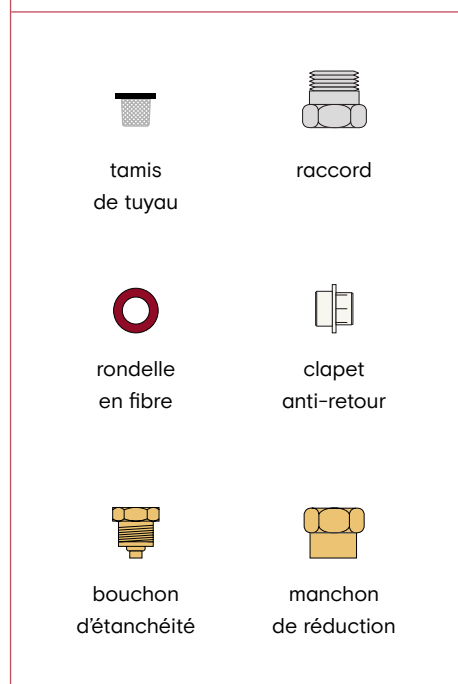 tamis
de tuyau
raccord
rondelle
en fibre
clapet
anti-retour
bouchon
d'étanchéité
manchon
de réduction